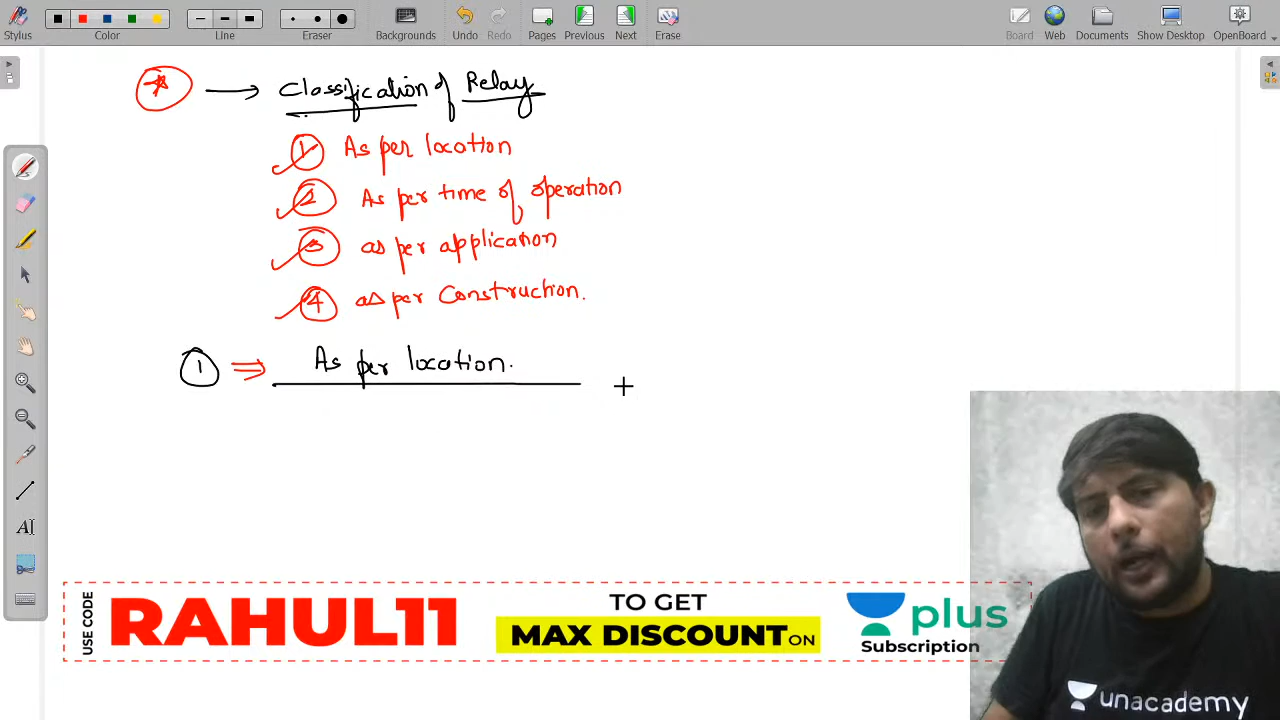 Stylus
Color
Line
Eraser
Backgrounds
Undo
Redo
Pages
Previous
Next
Erase
Board
Web
Documents
Show Desktop
OpenBoard
Classification of Relay
1 As per location
2 As per time of operation
3 as per application
4 as per Construction.
1 ⇒ As per location.
USE CODE
RAHUL11
TO GET
MAX DISCOUNT ON
plus
Subscription
unacademy